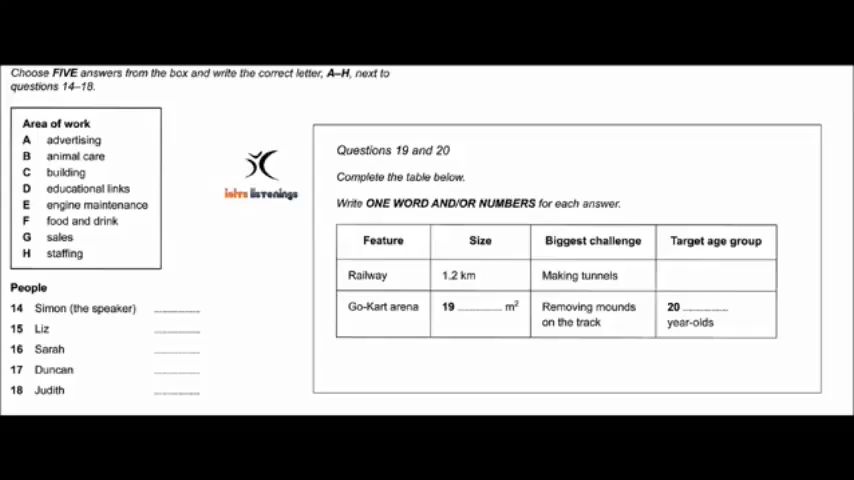 Choose FIVE answers from the box and write the correct letter, A–H, next to
questions 14–18.
Area of work
A advertising
B animal care
C building
D educational links
E engine maintenance
F food and drink
G sales
H staffing
People
14 Simon (the speaker) ............
15 Liz ............
16 Sarah ............
17 Duncan ............
18 Judith ............
ielts listenings
Questions 19 and 20
Complete the table below.
Write ONE WORD AND/OR NUMBERS for each answer.
Feature Size Biggest challenge Target age group
Railway 1.2 km Making tunnels
Go-Kart arena 19 ............ m² Removing mounds 20 ............
on the track year-olds